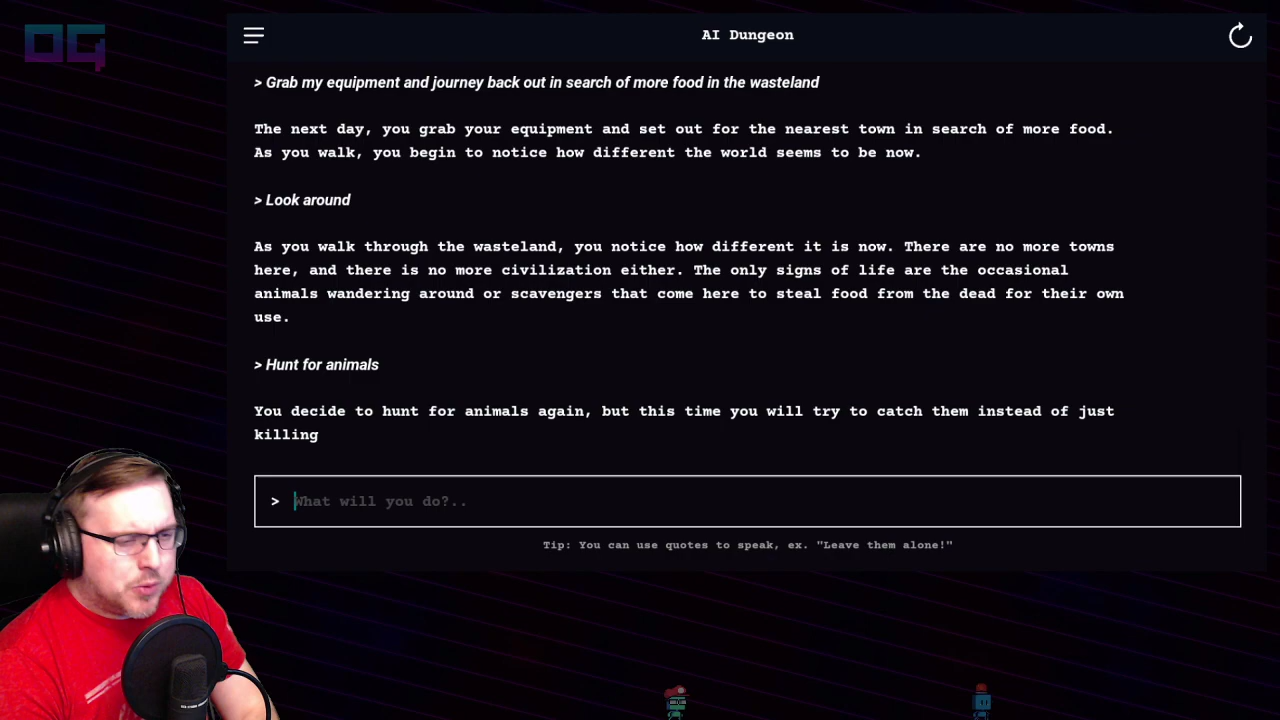 OG
AI Dungeon
> Grab my equipment and journey back out in search of more food in the wasteland
The next day, you grab your equipment and set out for the nearest town in search of more food.
As you walk, you begin to notice how different the world seems to be now.
> Look around
As you walk through the wasteland, you notice how different it is now. There are no more towns
here, and there is no more civilization either. The only signs of life are the occasional
animals wandering around or scavengers that come here to steal food from the dead for their own
use.
> Hunt for animals
You decide to hunt for animals again, but this time you will try to catch them instead of just
killing
> What will you do?..
Tip: You can use quotes to speak, ex. "Leave them alone!"